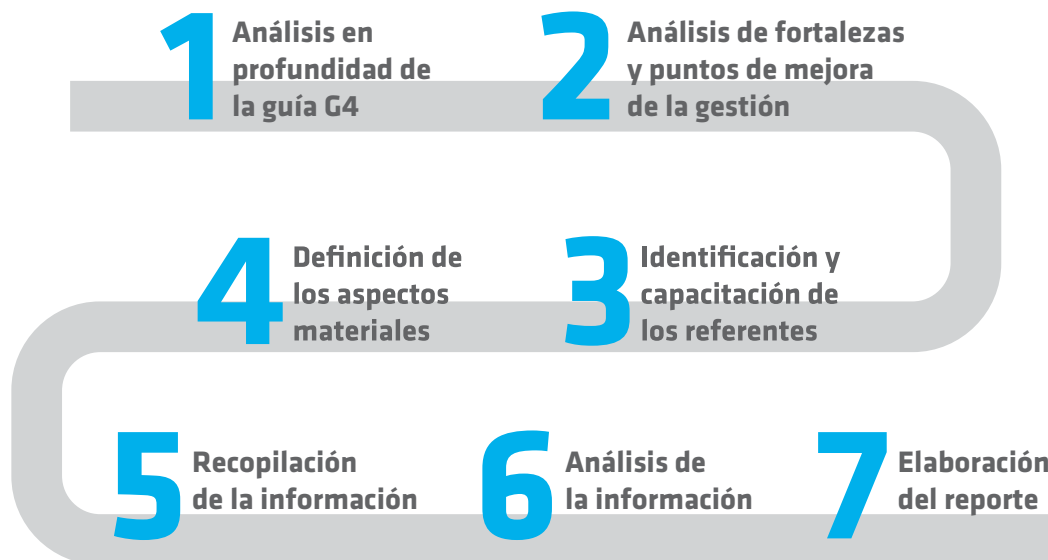 1
Análisis en
profundidad de
la guía G4
2
Análisis de fortalezas
y puntos de mejora
de la gestión
3
Identificación y
capacitación de
los referentes
4
Definición de
los aspectos
materiales
5
Recopilación
de la información
6
Análisis de
la información
7
Elaboración
del reporte